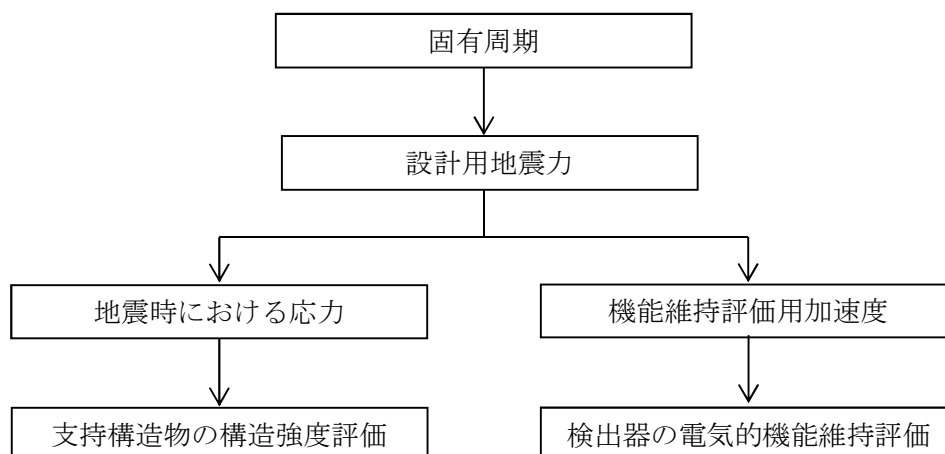 固有周期
設計用地震力
地震時における応力
機能維持評価用加速度
支持構造物の構造強度評価
検出器の電気的機能維持評価